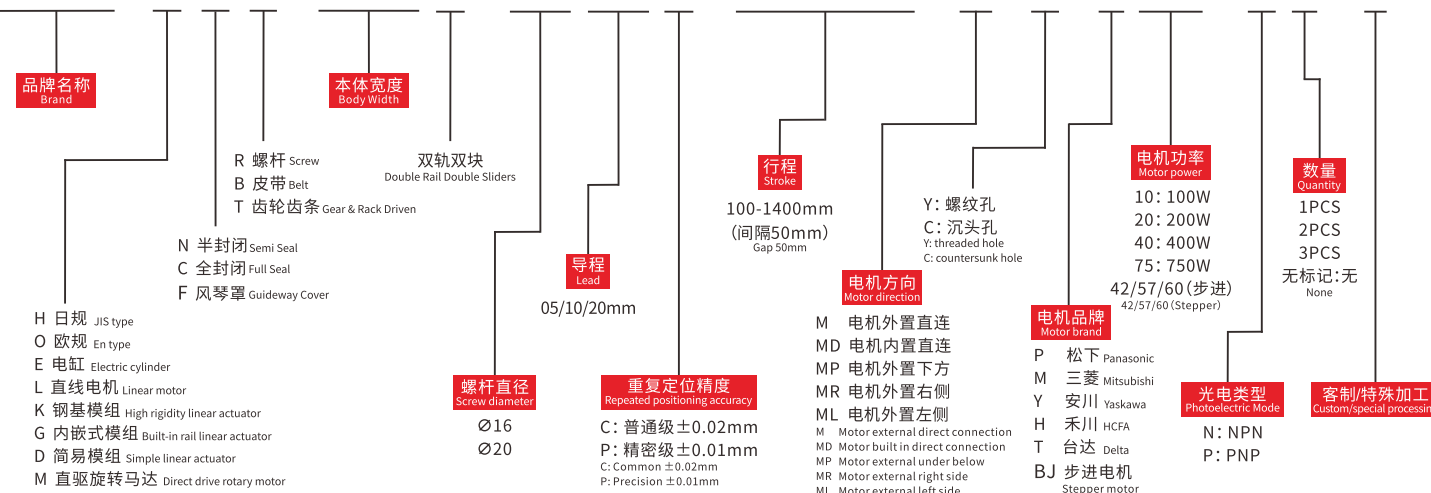 品牌名称
Brand
H 日规 JIS type
O 欧规 En type
E 电缸 Electric cylinder
L 直线电机 Linear motor
K 钢基模组 High rigidity linear actuator
G 内嵌式模组 Built-in rail linear actuator
D 简易模组 Simple linear actuator
M 直驱旋转马达 Direct drive rotary motor
N 半封闭 Semi Seal
C 全封闭 Full Seal
F 风琴罩 Guideway Cover
R 螺杆 Screw
B 皮带 Belt
T 齿轮齿条 Gear & Rack Driven
本体宽度
Body Width
双轨双块
Double Rail Double Sliders
螺杆直径
Screw diameter
∅16
∅20
导程
Lead
05/10/20mm
重复定位精度
Repeated positioning accuracy
C：普通级±0.02mm
P：精密级±0.01mm
C: Common ±0.02mm
P: Precision ±0.01mm
行程
Stroke
100-1400mm
（间隔50mm）
Gap 50mm
电机方向
Motor direction
M 电机外置直连
MD 电机内置直连
MP 电机外置下方
MR 电机外置右侧
ML 电机外置左侧
M Motor external direct connection
MD Motor built in direct connection
MP Motor external under below
MR Motor external right side
ML Motor external left side
Y：螺纹孔
C：沉头孔
Y: threaded hole
C: countersunk hole
电机品牌
Motor brand
P 松下 Panasonic
M 三菱 Mitsubishi
Y 安川 Yaskawa
H 禾川 HCFA
T 台达 Delta
BJ 步进电机
Stepper motor
电机功率
Motor power
10：100W
20：200W
40：400W
75：750W
42/57/60（步进）
42/57/60（Stepper）
光电类型
Photoelectric Mode
N：NPN
P：PNP
数量
Quantity
1PCS
2PCS
3PCS
无标记：无
None
客制/特殊加工
Custom/special processin